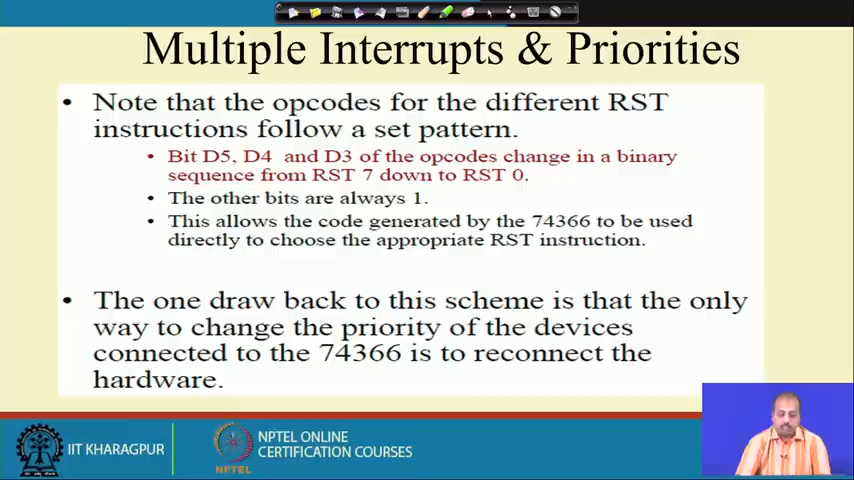 Multiple Interrupts & Priorities
• Note that the opcodes for the different RST
instructions follow a set pattern.
• Bit D5, D4 and D3 of the opcodes change in a binary
sequence from RST 7 down to RST 0.
• The other bits are always 1.
• This allows the code generated by the 74366 to be used
directly to choose the appropriate RST instruction.
• The one draw back to this scheme is that the only
way to change the priority of the devices
connected to the 74366 is to reconnect the
hardware.
IIT KHARAGPUR
NPTEL
NPTEL ONLINE
CERTIFICATION COURSES